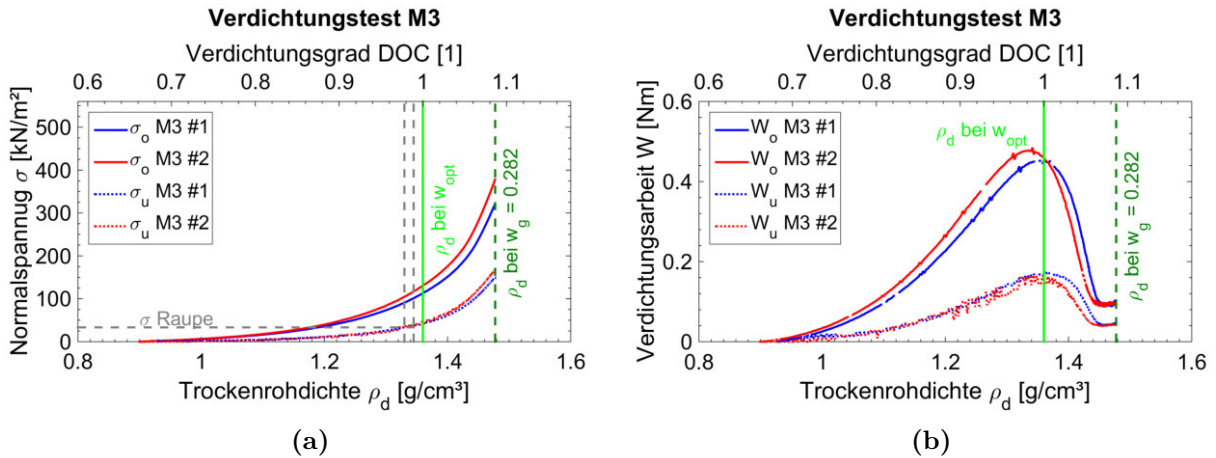 Verdichtungstest M3
Verdichtungsgrad DOC [1]
0.6 0.7 0.8 0.9 1 1.1
Normalspannug σ [kN/m²]
500
400
300
200
100
0
σo M3 #1
σo M3 #2
σu M3 #1
σu M3 #2
σ Raupe
ρd bei wopt
ρd bei wg = 0.282
0.8 1 1.2 1.4 1.6
Trockenrohdichte ρd [g/cm³]
(a)
Verdichtungstest M3
Verdichtungsgrad DOC [1]
0.6 0.7 0.8 0.9 1 1.1
Verdichtungsarbeit W [Nm]
0.6
0.4
0.2
0
Wo M3 #1
Wo M3 #2
Wu M3 #1
Wu M3 #2
ρd bei wopt
ρd bei wg = 0.282
0.8 1 1.2 1.4 1.6
Trockenrohdichte ρd [g/cm³]
(b)